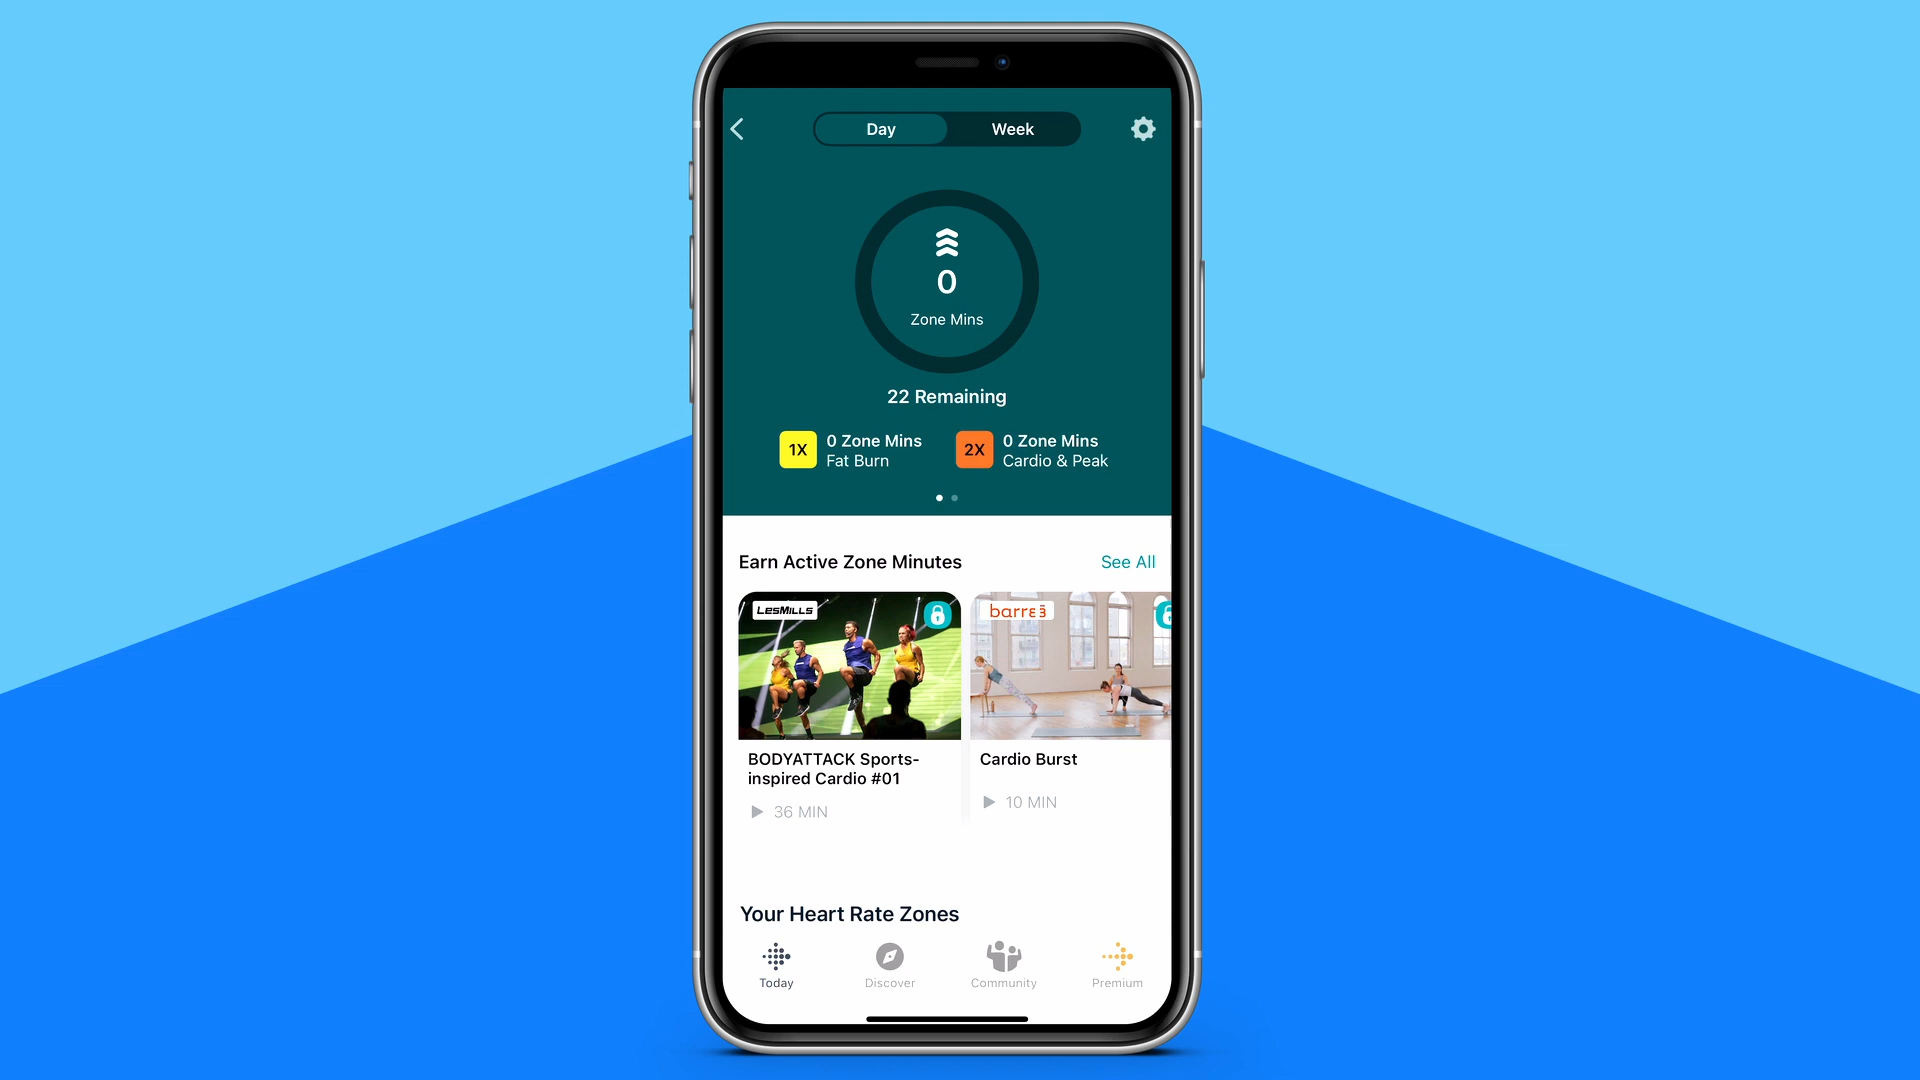 Day
Week
0
Zone Mins
22 Remaining
1X
0 Zone Mins
Fat Burn
2X
0 Zone Mins
Cardio & Peak
Earn Active Zone Minutes
See All
LESMILLS
barre3
BODYATTACK Sports-
inspired Cardio #01
36 MIN
Cardio Burst
10 MIN
Your Heart Rate Zones
Today
Discover
Community
Premium